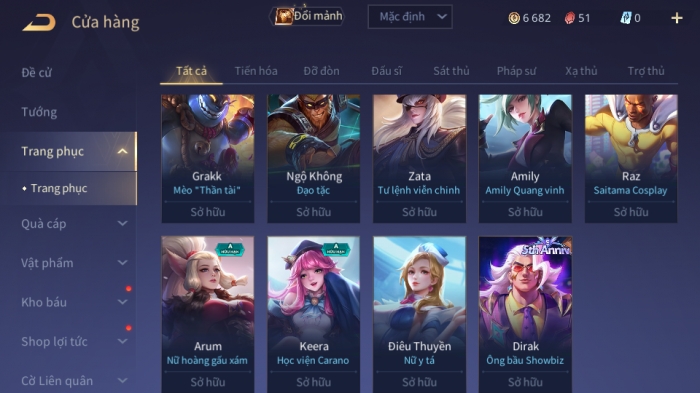 Cửa hàng
Đổi mảnh
Mặc định
6 682
51
0
Đề cử
Tướng
Trang phục
Trang phục
Quà cáp
Vật phẩm
Kho báu
Shop lợi tức
Cờ Liên quân
Tất cả
Tiến hóa
Đỡ đòn
Đấu sĩ
Sát thủ
Pháp sư
Xạ thủ
Trợ thủ
Grakk
Mèo "Thần tài"
Sở hữu
Ngộ Không
Đạo tặc
Sở hữu
Zata
Tư lệnh viễn chinh
Sở hữu
Amily
Amily Quang vinh
Sở hữu
Raz
Saitama Cosplay
Sở hữu
Arum
Nữ hoàng gấu xám
Sở hữu
Keera
Học viện Carano
Sở hữu
Điêu Thuyền
Nữ y tá
Sở hữu
5th Anniv
Dirak
Ông bầu Showbiz
Sở hữu